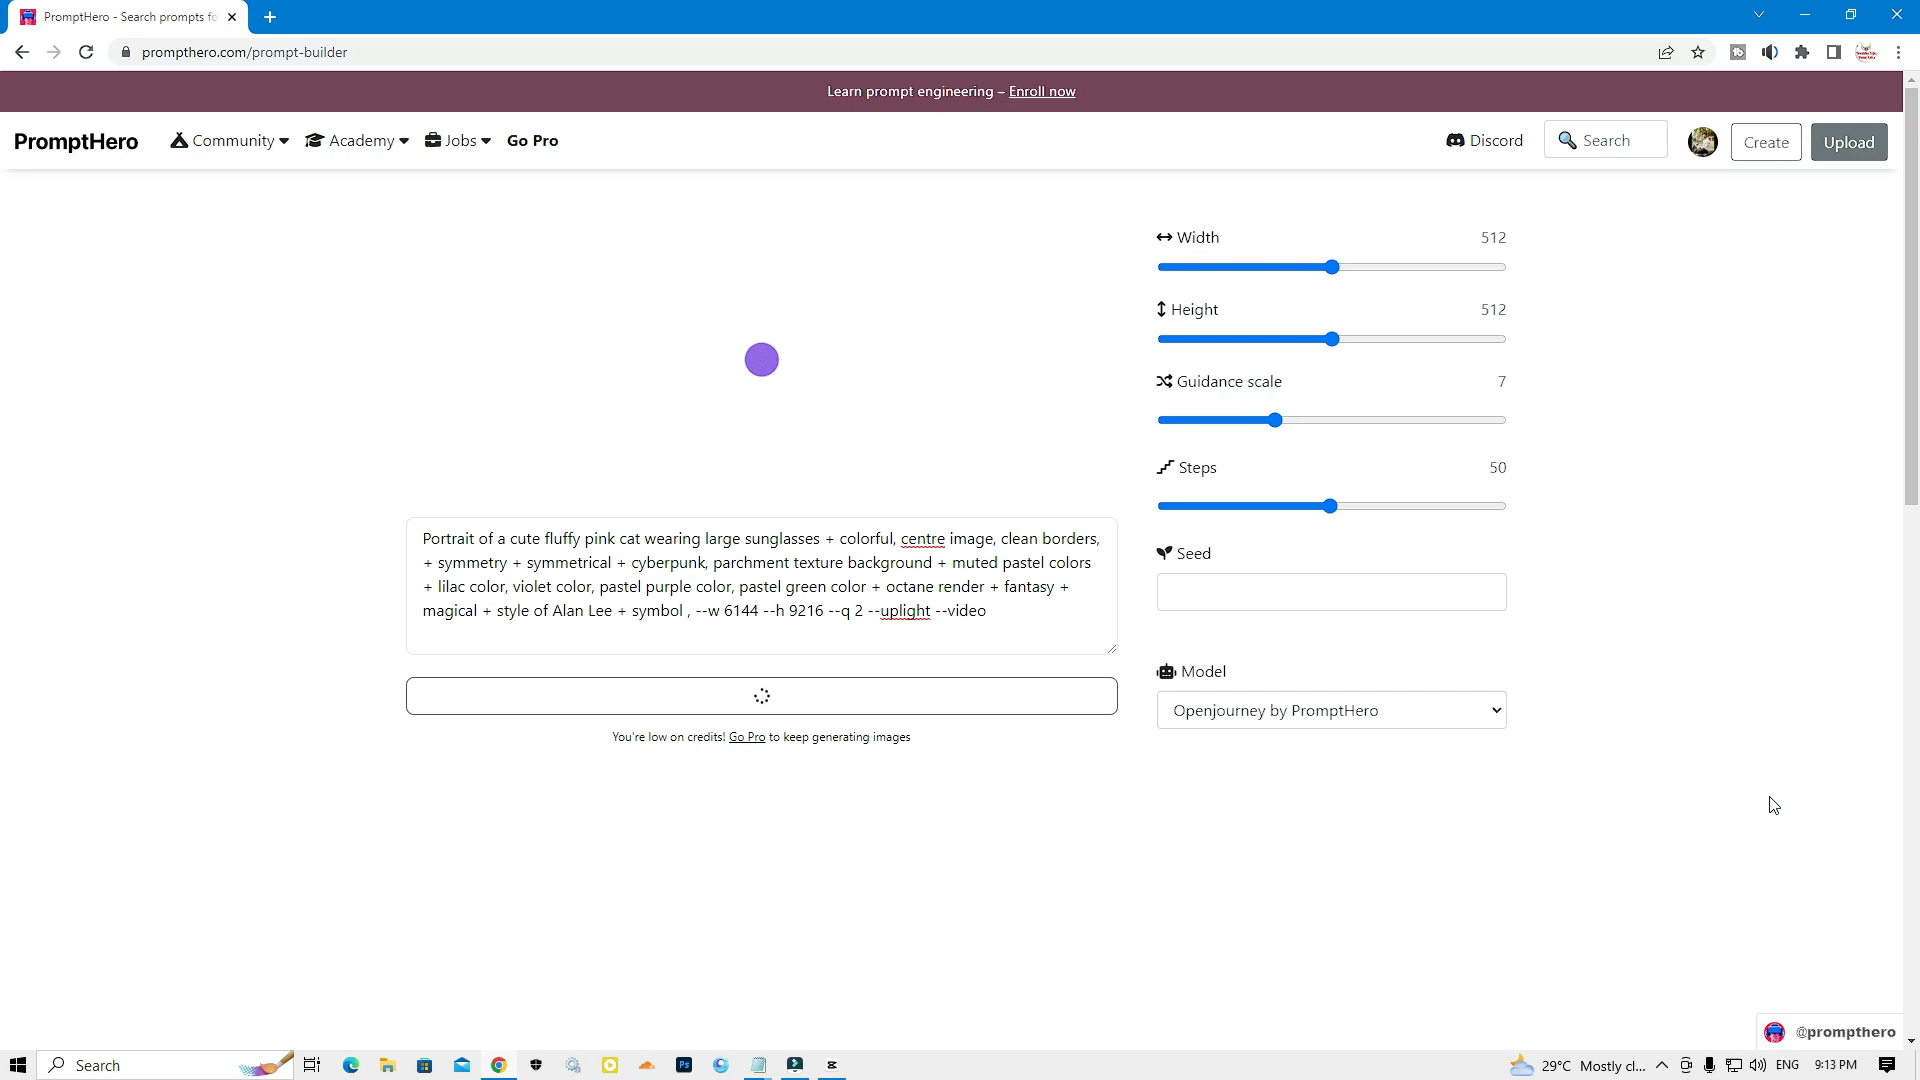 PromptHero - Search prompts fo
prompthero.com/prompt-builder
Learn prompt engineering – Enroll now
PromptHero
Community
Academy
Jobs
Go Pro
Discord
Search
Create
Upload
Width
512
Height
512
Guidance scale
7
Steps
50
Seed
Model
Openjourney by PromptHero
Portrait of a cute fluffy pink cat wearing large sunglasses + colorful, centre image, clean borders,
+ symmetry + symmetrical + cyberpunk, parchment texture background + muted pastel colors
+ lilac color, violet color, pastel purple color, pastel green color + octane render + fantasy +
magical + style of Alan Lee + symbol , --w 6144 --h 9216 --q 2 --uplight --video
You're low on credits! Go Pro to keep generating images
@prompthero
Search
Ps
29°C Mostly cl...
ENG
9:13 PM